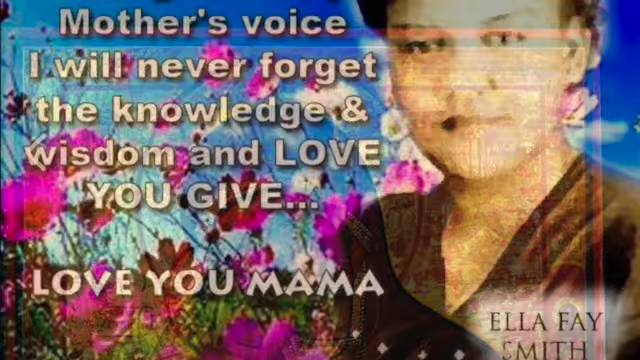 Mother's voice
I will never forget
the knowledge &
wisdom and LOVE
YOU GIVE...
LOVE YOU MAMA
ELLA FAY
SMITH